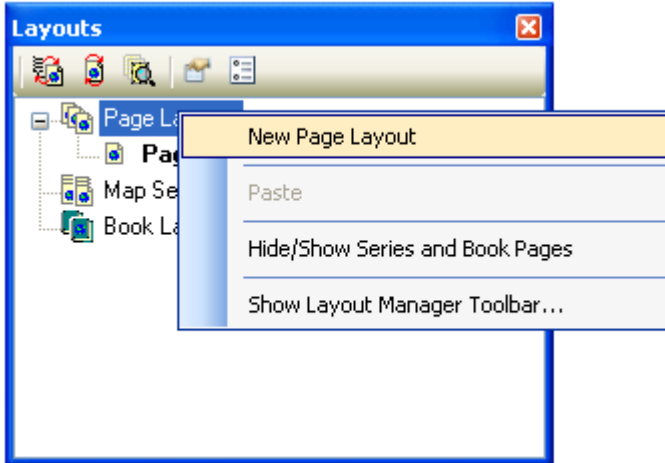 Layouts
Page La
New Page Layout
Pag
Map Se
Paste
Book La
Hide/Show Series and Book Pages
Show Layout Manager Toolbar...